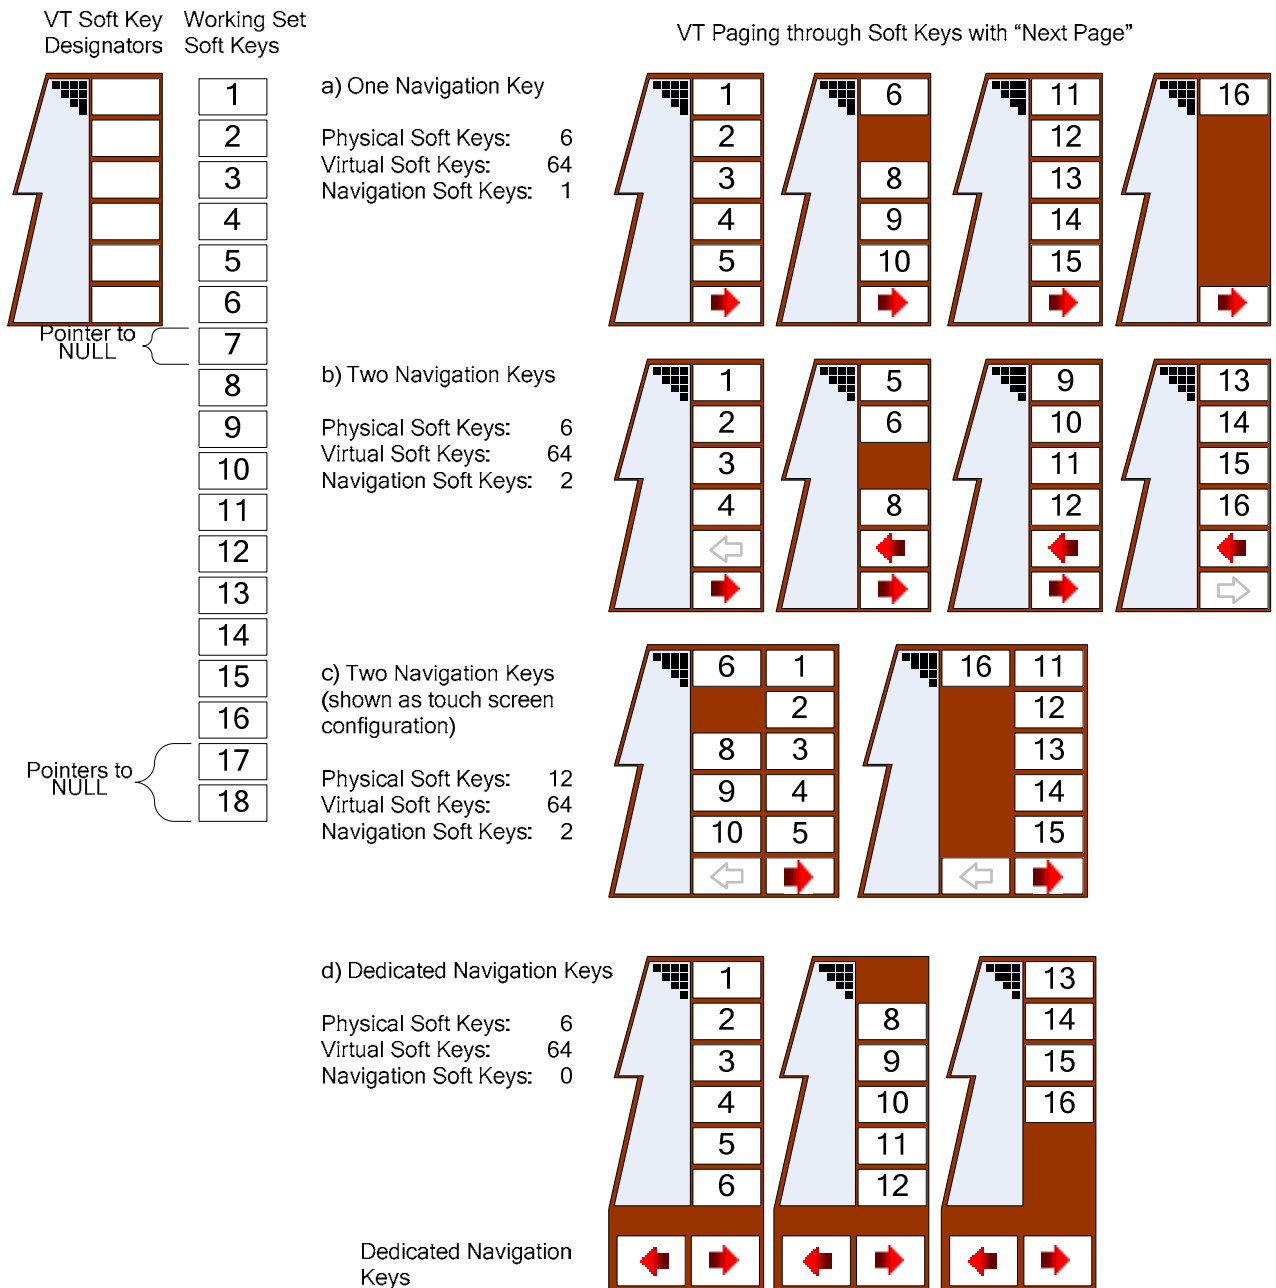 VT Soft Key
Designators
Working Set
Soft Keys
VT Paging through Soft Keys with “Next Page”
1
2
3
4
5
6
7
8
9
10
11
12
13
14
15
16
17
18
Pointer to
NULL
Pointers to
NULL
a) One Navigation Key
Physical Soft Keys: 6
Virtual Soft Keys: 64
Navigation Soft Keys: 1
1
2
3
4
5
6
8
9
10
11
12
13
14
15
16
b) Two Navigation Keys
Physical Soft Keys: 6
Virtual Soft Keys: 64
Navigation Soft Keys: 2
1
2
3
4
5
6
8
9
10
11
12
13
14
15
16
c) Two Navigation Keys
(shown as touch screen
configuration)
Physical Soft Keys: 12
Virtual Soft Keys: 64
Navigation Soft Keys: 2
6 1
2
8 3
9 4
10 5
16 11
12
13
14
15
d) Dedicated Navigation Keys
Physical Soft Keys: 6
Virtual Soft Keys: 64
Navigation Soft Keys: 0
1
2
3
4
5
6
8
9
10
11
12
13
14
15
16
Dedicated Navigation
Keys